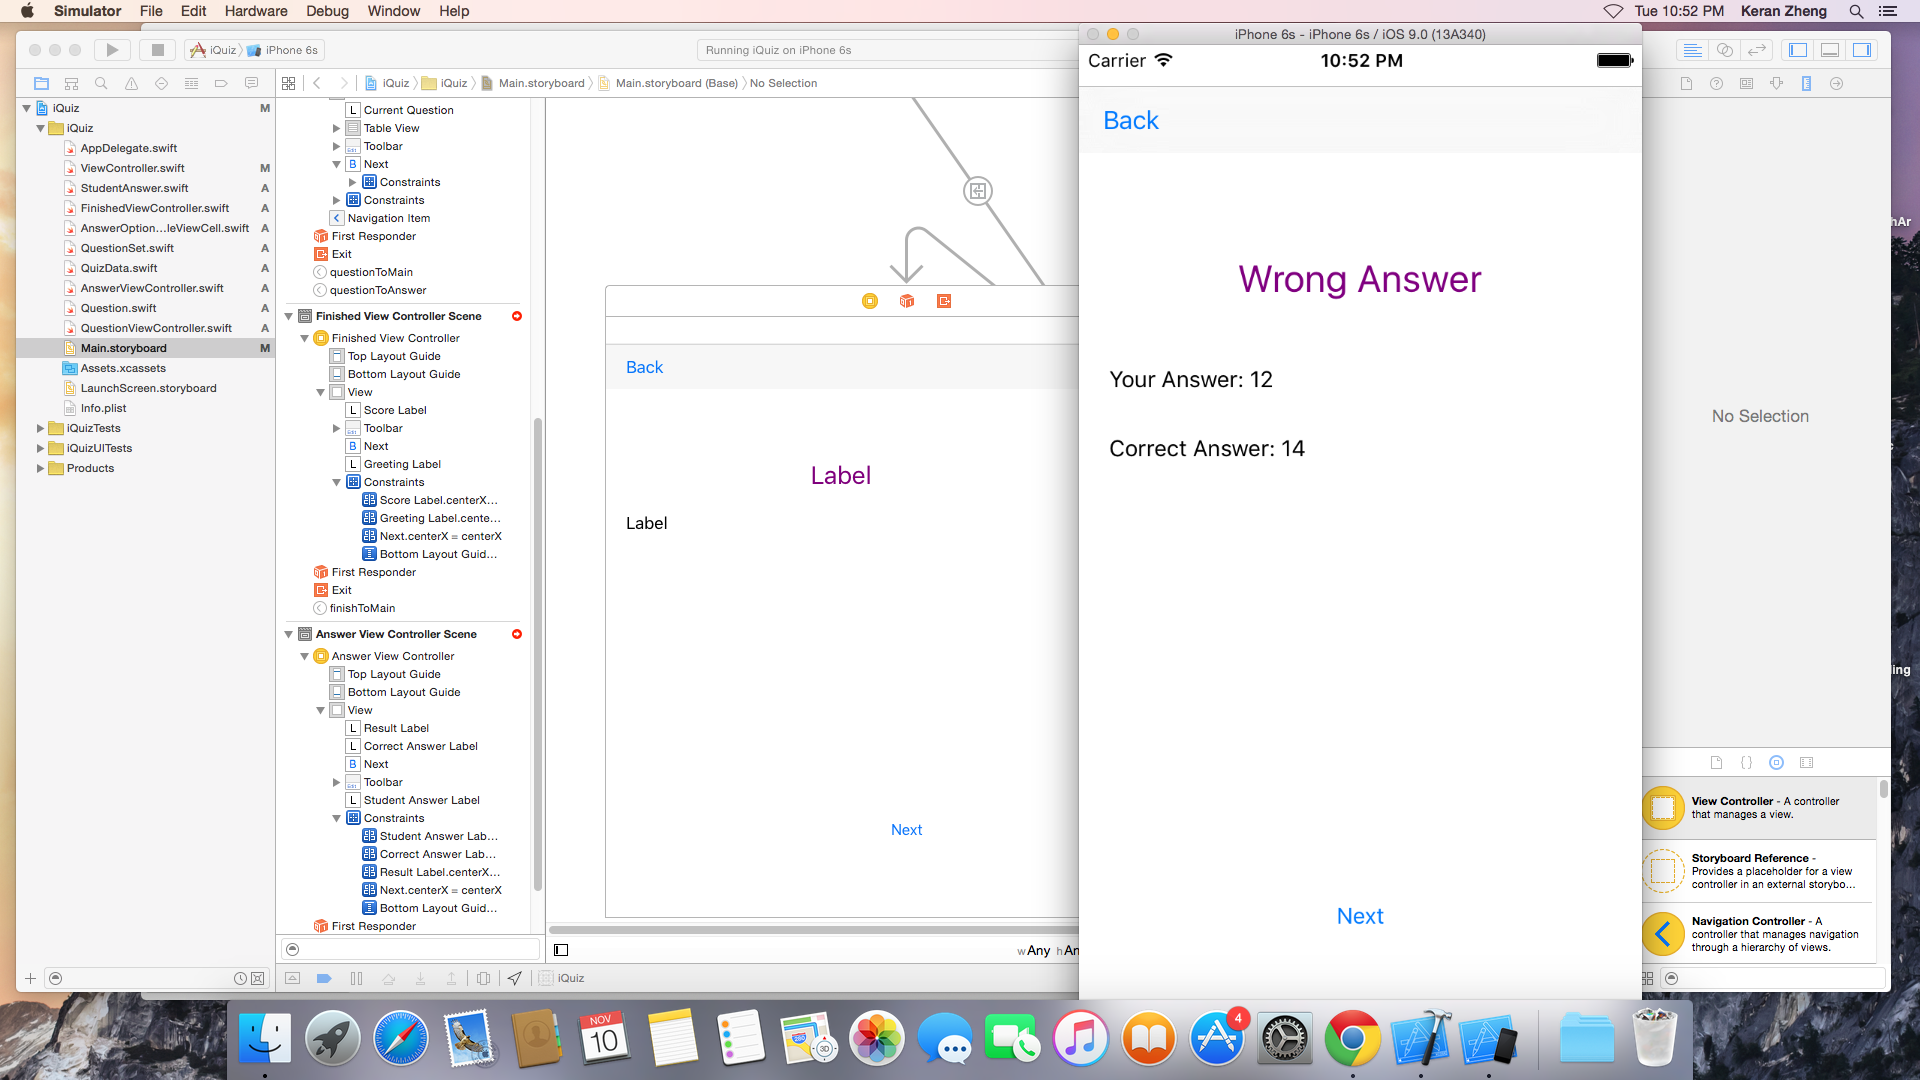 Simulator File Edit Hardware Debug Window Help
Tue 10:52 PM Keran Zheng
iQuiz iPhone 6s
Running iQuiz on iPhone 6s
iQuiz iQuiz Main.storyboard Main.storyboard (Base) No Selection
iQuiz M
iQuiz
AppDelegate.swift
ViewController.swift M
StudentAnswer.swift A
FinishedViewController.swift A
AnswerOption...leViewCell.swift A
QuestionSet.swift A
QuizData.swift A
AnswerViewController.swift A
Question.swift A
QuestionViewController.swift A
Main.storyboard M
Assets.xcassets
LaunchScreen.storyboard
Info.plist
iQuizTests
iQuizUITests
Products
L Current Question
Table View
Toolbar
B Next
Constraints
Constraints
Navigation Item
First Responder
Exit
questionToMain
questionToAnswer
Finished View Controller Scene
Finished View Controller
Top Layout Guide
Bottom Layout Guide
View
L Score Label
Toolbar
B Next
L Greeting Label
Constraints
Score Label.centerX...
Greeting Label.cente...
Next.centerX = centerX
Bottom Layout Guid...
First Responder
Exit
finishToMain
Answer View Controller Scene
Answer View Controller
Top Layout Guide
Bottom Layout Guide
View
L Result Label
L Correct Answer Label
B Next
Toolbar
L Student Answer Label
Constraints
Student Answer Lab...
Correct Answer Lab...
Result Label.centerX...
Next.centerX = centerX
Bottom Layout Guid...
First Responder
Back
Label
Label
Next
wAny hAn
iQuiz
iPhone 6s - iPhone 6s / iOS 9.0 (13A340)
Carrier 10:52 PM
Back
Wrong Answer
Your Answer: 12
Correct Answer: 14
Next
No Selection
View Controller - A controller
that manages a view.
Storyboard Reference -
Provides a placeholder for a view
controller in an external storybo...
Navigation Controller - A
controller that manages navigation
through a hierarchy of views.
hAr
ing
NOV
10
4